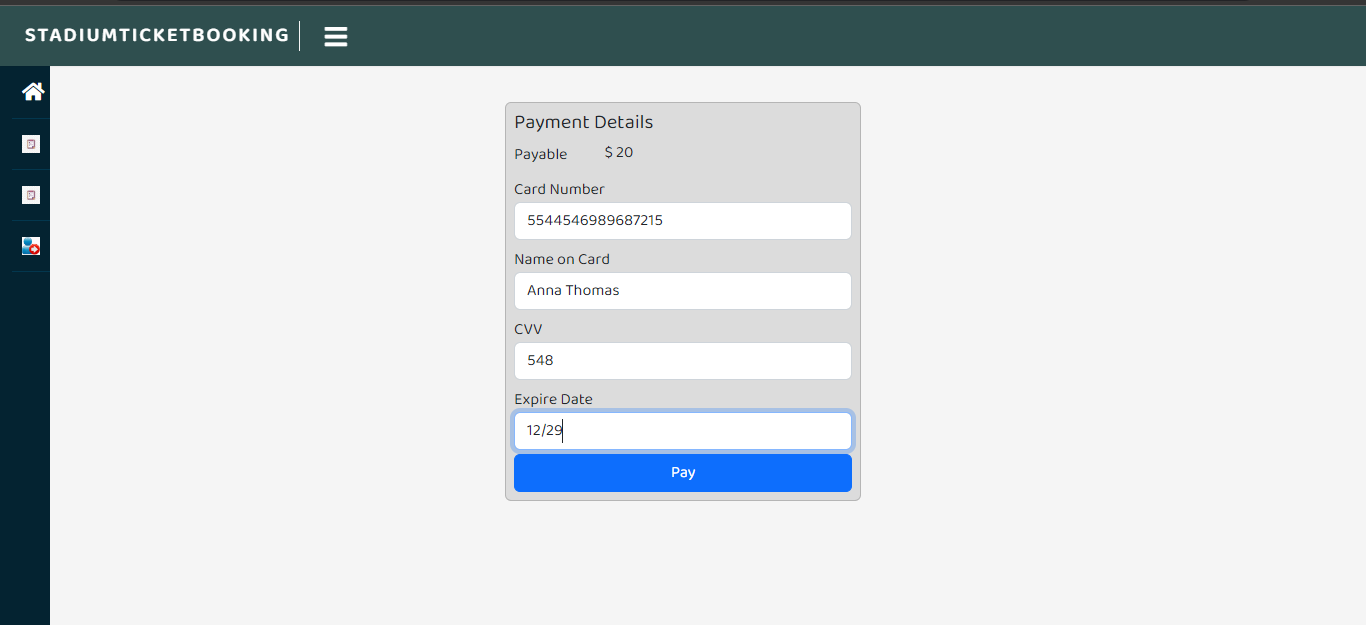 STADIUMTICKETBOOKING
Payment Details
Payable $ 20
Card Number
5544546989687215
Name on Card
Anna Thomas
CVV
548
Expire Date
12/29
Pay